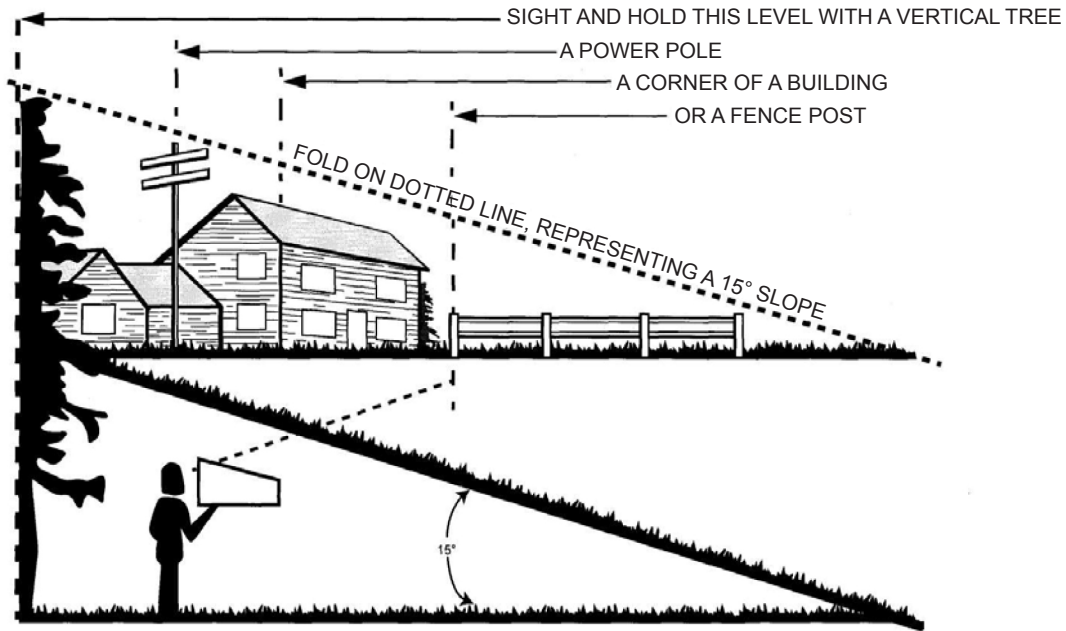 SIGHT AND HOLD THIS LEVEL WITH A VERTICAL TREE
A POWER POLE
A CORNER OF A BUILDING
OR A FENCE POST
FOLD ON DOTTED LINE, REPRESENTING A 15° SLOPE
15°